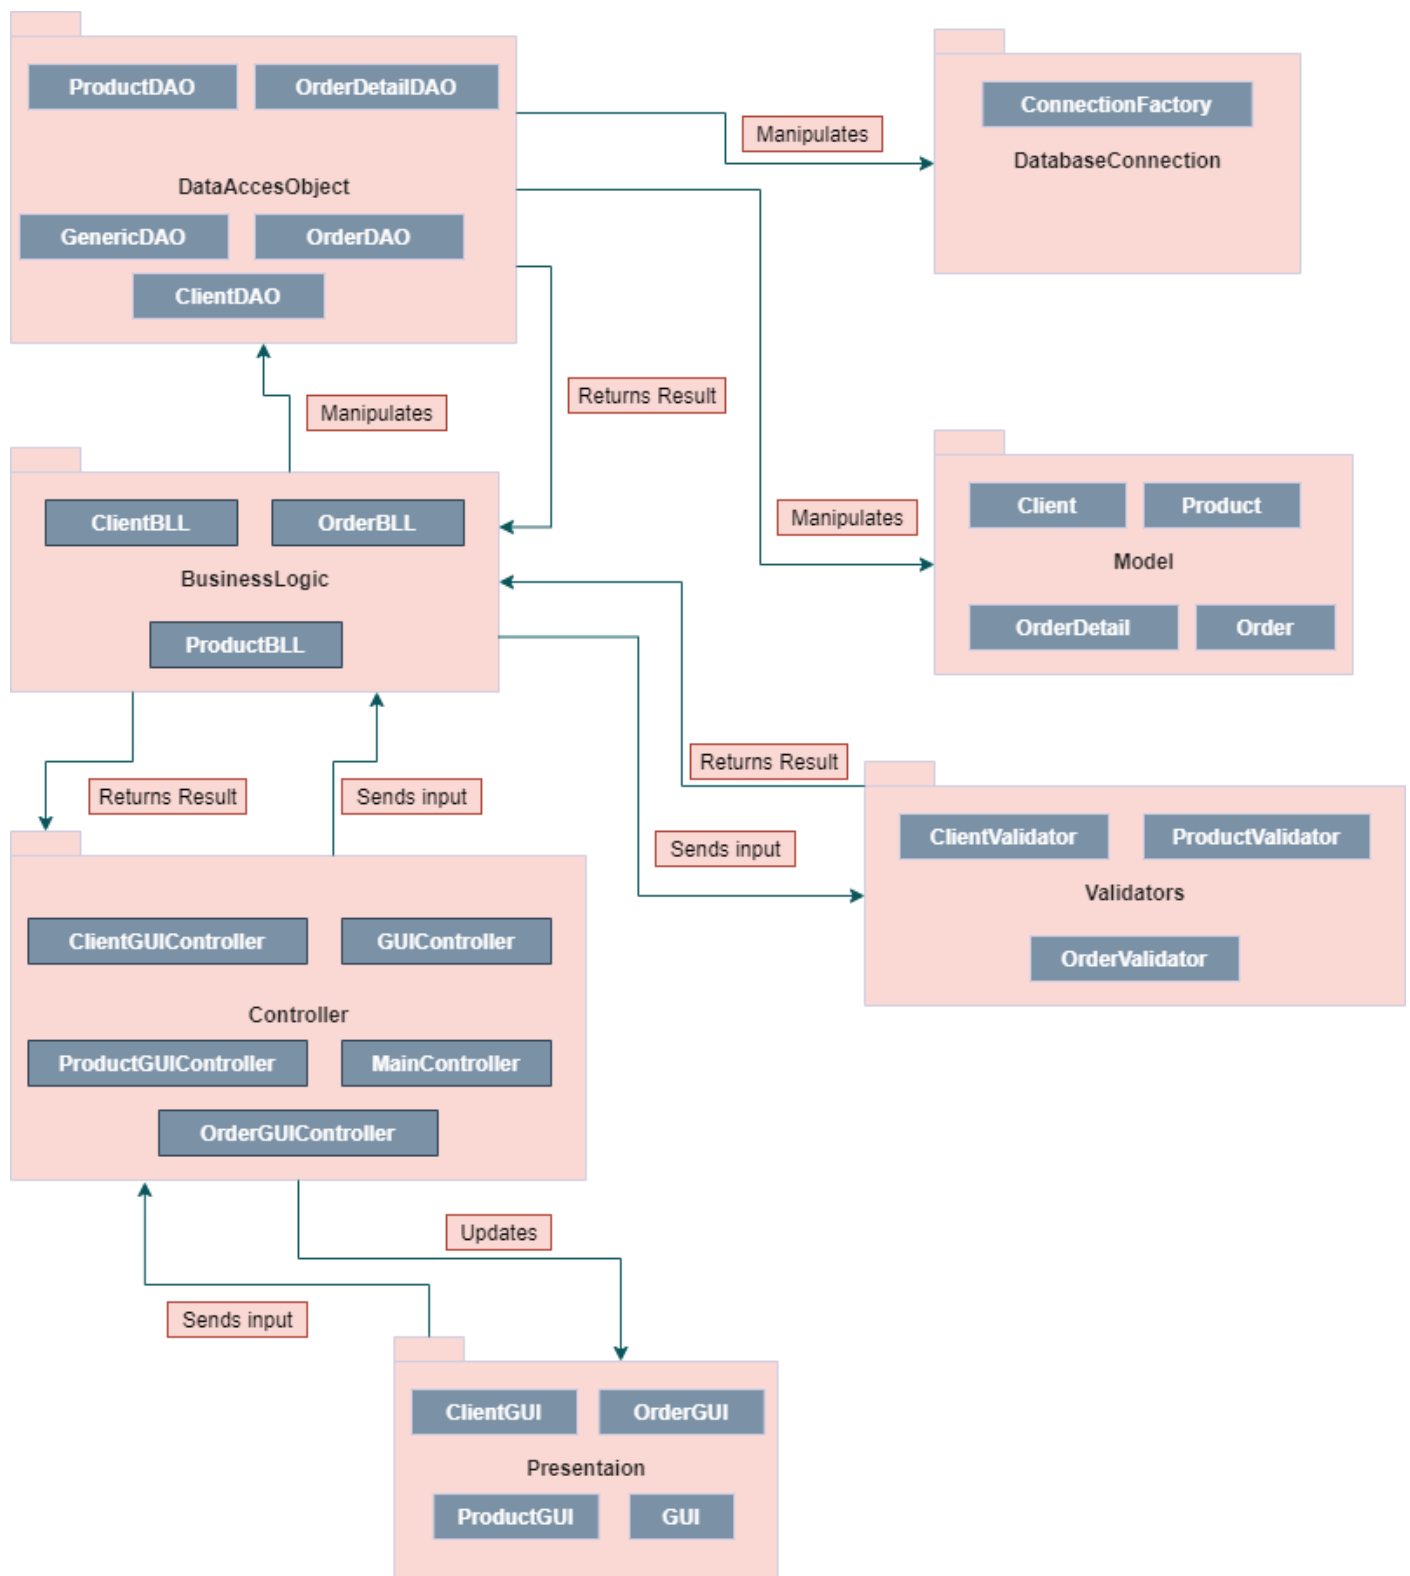 ProductDAO
OrderDetailDAO
DataAccesObject
GenericDAO
OrderDAO
ClientDAO
Manipulates
ConnectionFactory
DatabaseConnection
Returns Result
Manipulates
ClientBLL
OrderBLL
BusinessLogic
ProductBLL
Manipulates
Client
Product
Model
OrderDetail
Order
Returns Result
Sends input
Returns Result
Sends input
ClientValidator
ProductValidator
Validators
OrderValidator
ClientGUIController
GUIController
Controller
ProductGUIController
MainController
OrderGUIController
Updates
Sends input
ClientGUI
OrderGUI
Presentaion
ProductGUI
GUI